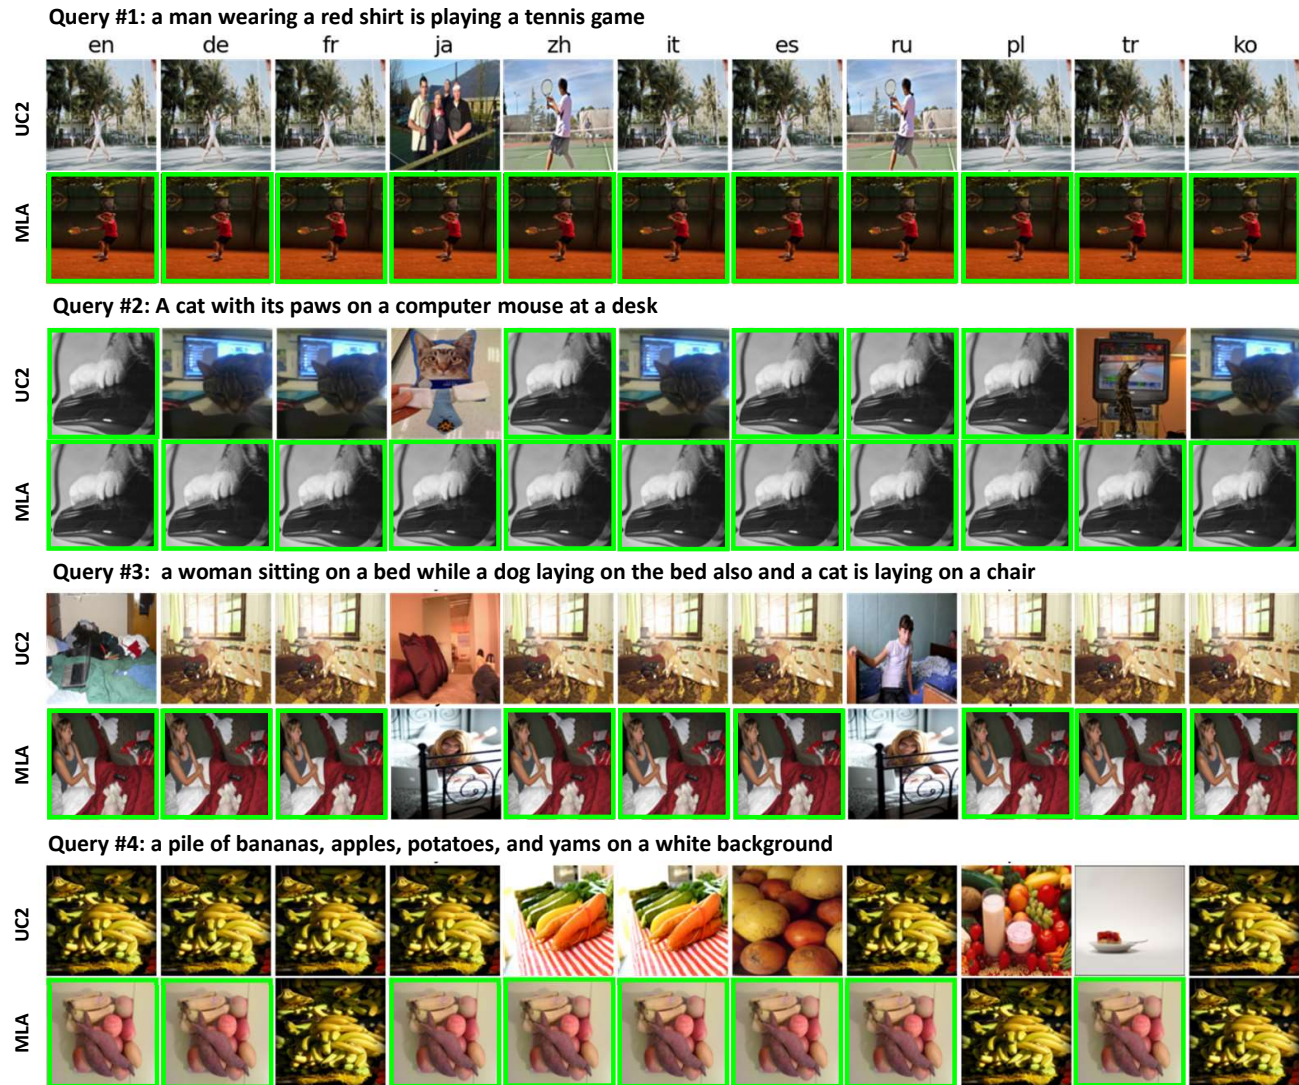 Query #1: a man wearing a red shirt is playing a tennis game
en de fr ja zh it es ru pl tr ko
UC2
MLA
Query #2: A cat with its paws on a computer mouse at a desk
UC2
MLA
Query #3: a woman sitting on a bed while a dog laying on the bed also and a cat is laying on a chair
UC2
MLA
Query #4: a pile of bananas, apples, potatoes, and yams on a white background
UC2
MLA